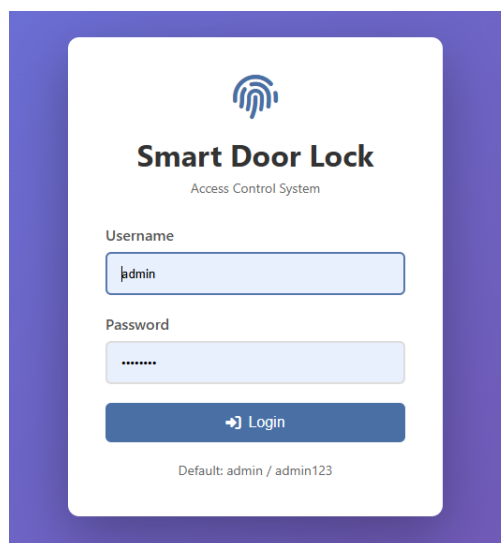 Smart Door Lock
Access Control System
Username
admin
Password
••••••••
Login
Default: admin / admin123